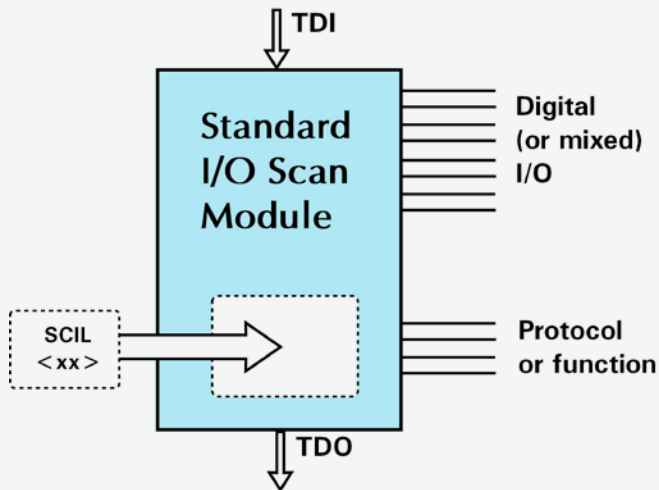 TDI
Standard
I/O Scan
Module
Digital
(or mixed)
I/O
SCIL
<xx>
Protocol
or function
TDO